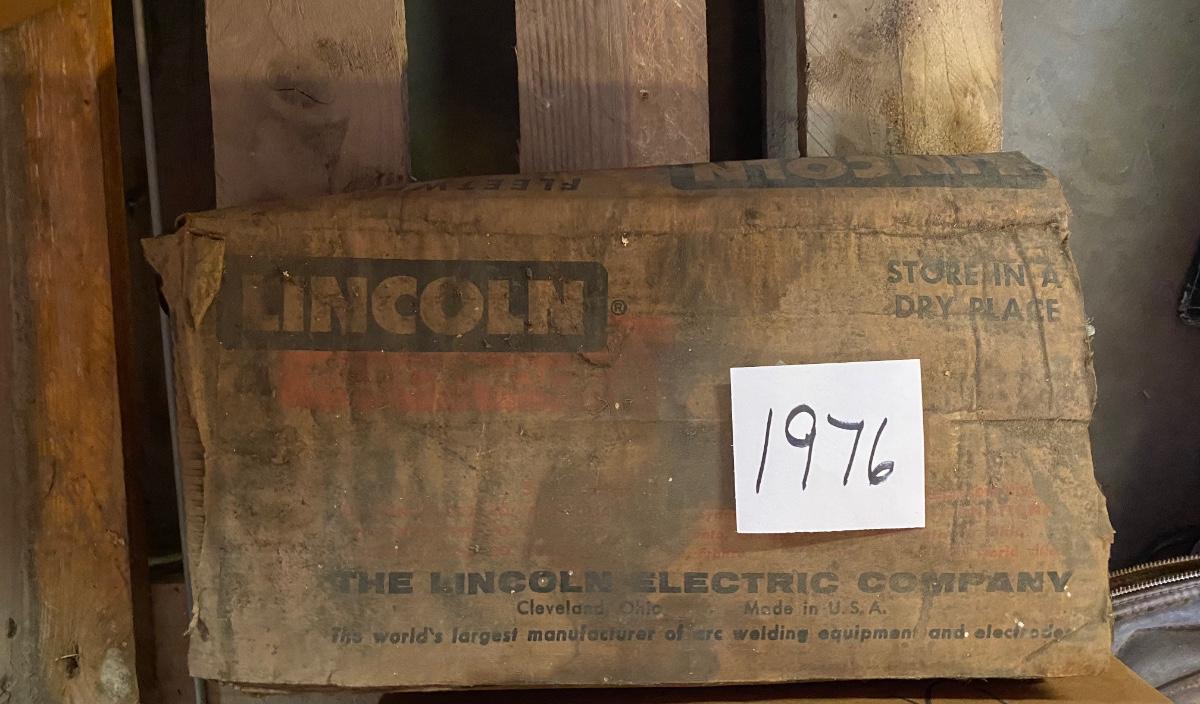 FLEETWELD
LINCOLN
LINCOLN®
STORE IN A
DRY PLACE
1976
THE LINCOLN ELECTRIC COMPANY
Cleveland, Ohio Made in U.S.A.
The world's largest manufacturer of arc welding equipment and electrodes